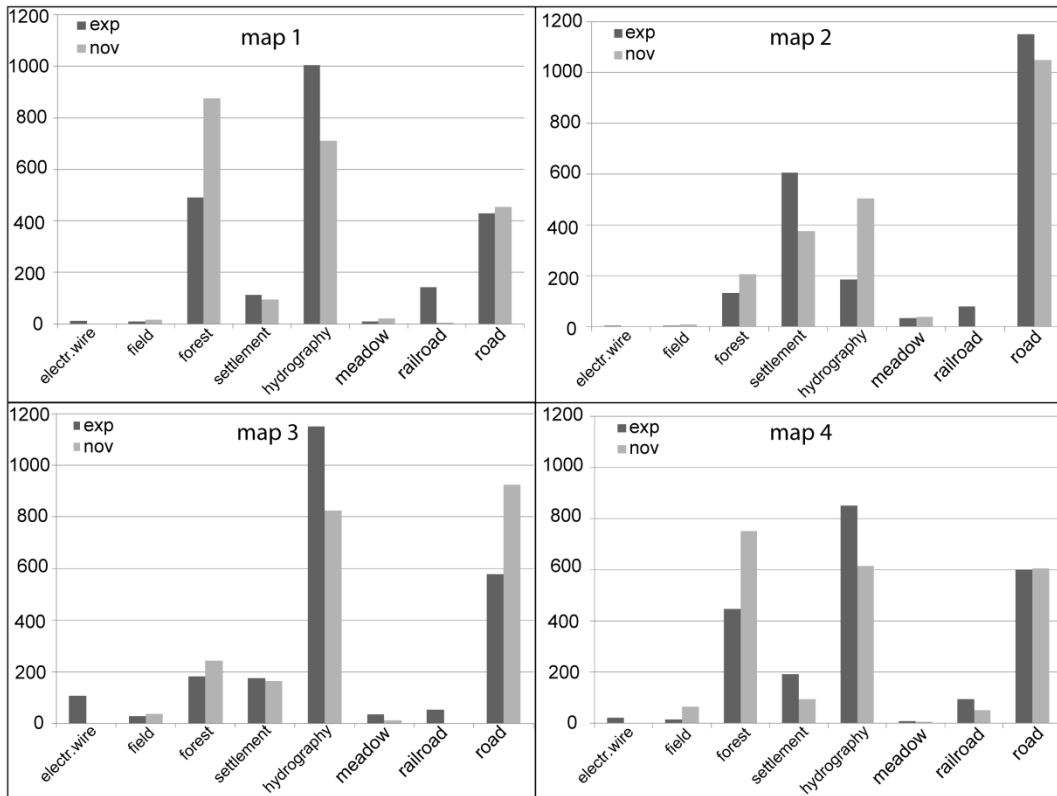 map 1
exp
nov
1200
1000
800
600
400
200
0
electr.wire
field
forest
settlement
hydrography
meadow
railroad
road
map 2
exp
nov
1200
1000
800
600
400
200
0
electr.wire
field
forest
settlement
hydrography
meadow
railroad
road
map 3
exp
nov
1200
1000
800
600
400
200
0
electr.wire
field
forest
settlement
hydrography
meadow
railroad
road
map 4
exp
nov
1200
1000
800
600
400
200
0
electr.wire
field
forest
settlement
hydrography
meadow
railroad
road